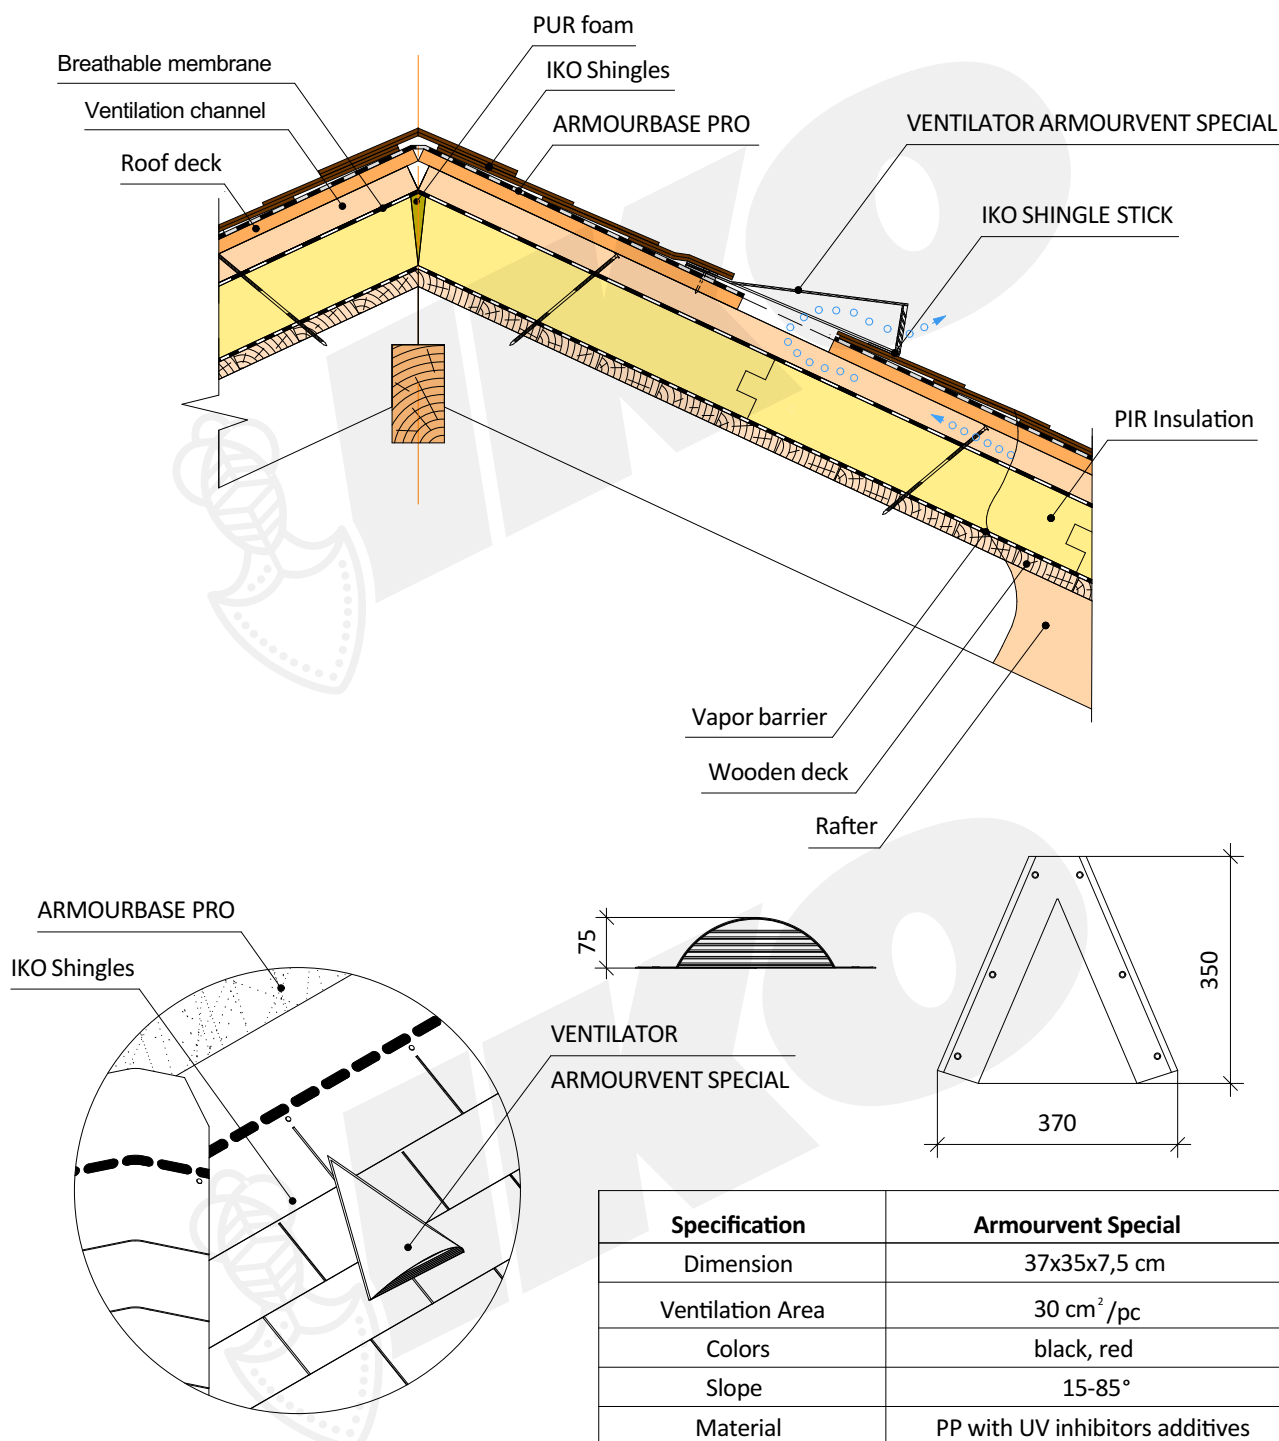 PUR foam
Breathable membrane
IKO Shingles
Ventilation channel
ARMOURBASE PRO
VENTILATOR ARMOURVENT SPECIAL
Roof deck
IKO SHINGLE STICK
PIR Insulation
Vapor barrier
Wooden deck
Rafter
IKO
ARMOURBASE PRO
IKO Shingles
VENTILATOR
ARMOURVENT SPECIAL
75
350
370
IKO
Specification Armourvent Special
Dimension 37x35x7,5 cm
Ventilation Area 30 cm²/pc
Colors black, red
Slope 15-85°
Material PP with UV inhibitors additives